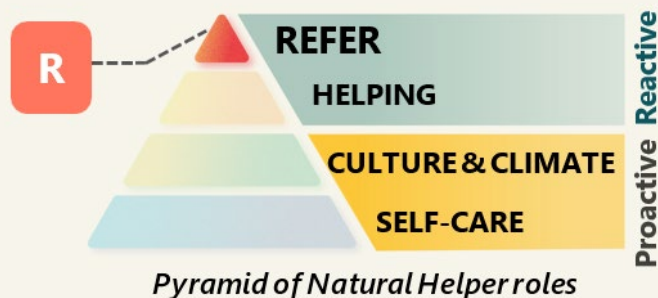 R
REFER
HELPING
CULTURE & CLIMATE
SELF-CARE
Reactive
Proactive
Pyramid of Natural Helper roles